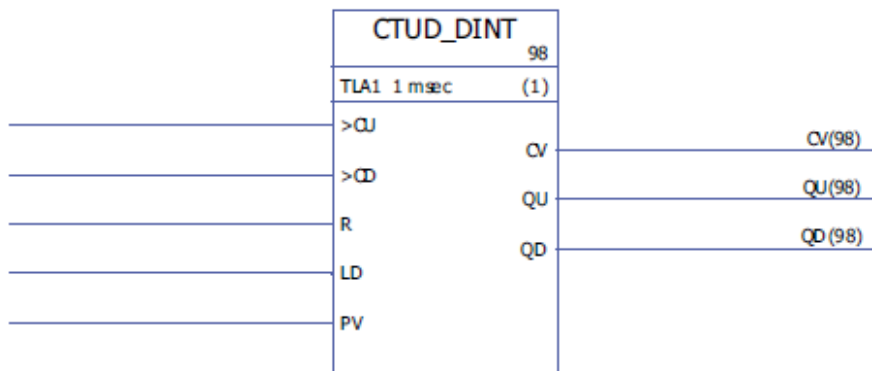 CTUD_DINT
98
TLA1 1 msec (1)
>CU
>CD
R
LD
PV
CV
QU
QD
CV(98)
QU(98)
QD(98)